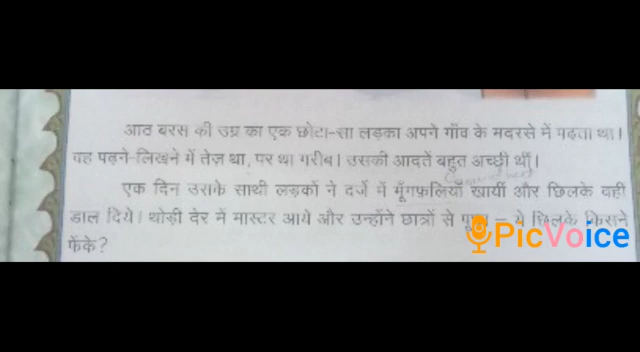 आठ बरस की उम्र का एक छोटा-सा लड़का अपने गाँव के मदरसे में पढ़ता था।
वह पढ़ने-लिखने में तेज़ था, पर था गरीब। उसकी आदतें बहुत अच्छी थीं।
एक दिन उसके साथी लड़कों ने दर्जे में मूँगफलियाँ खायीं और छिलके वहीं
डाल दिये। थोड़ी देर में मास्टर आये और उन्होंने छात्रों से – ये छिलके किसने
फेंके?
PicVoice